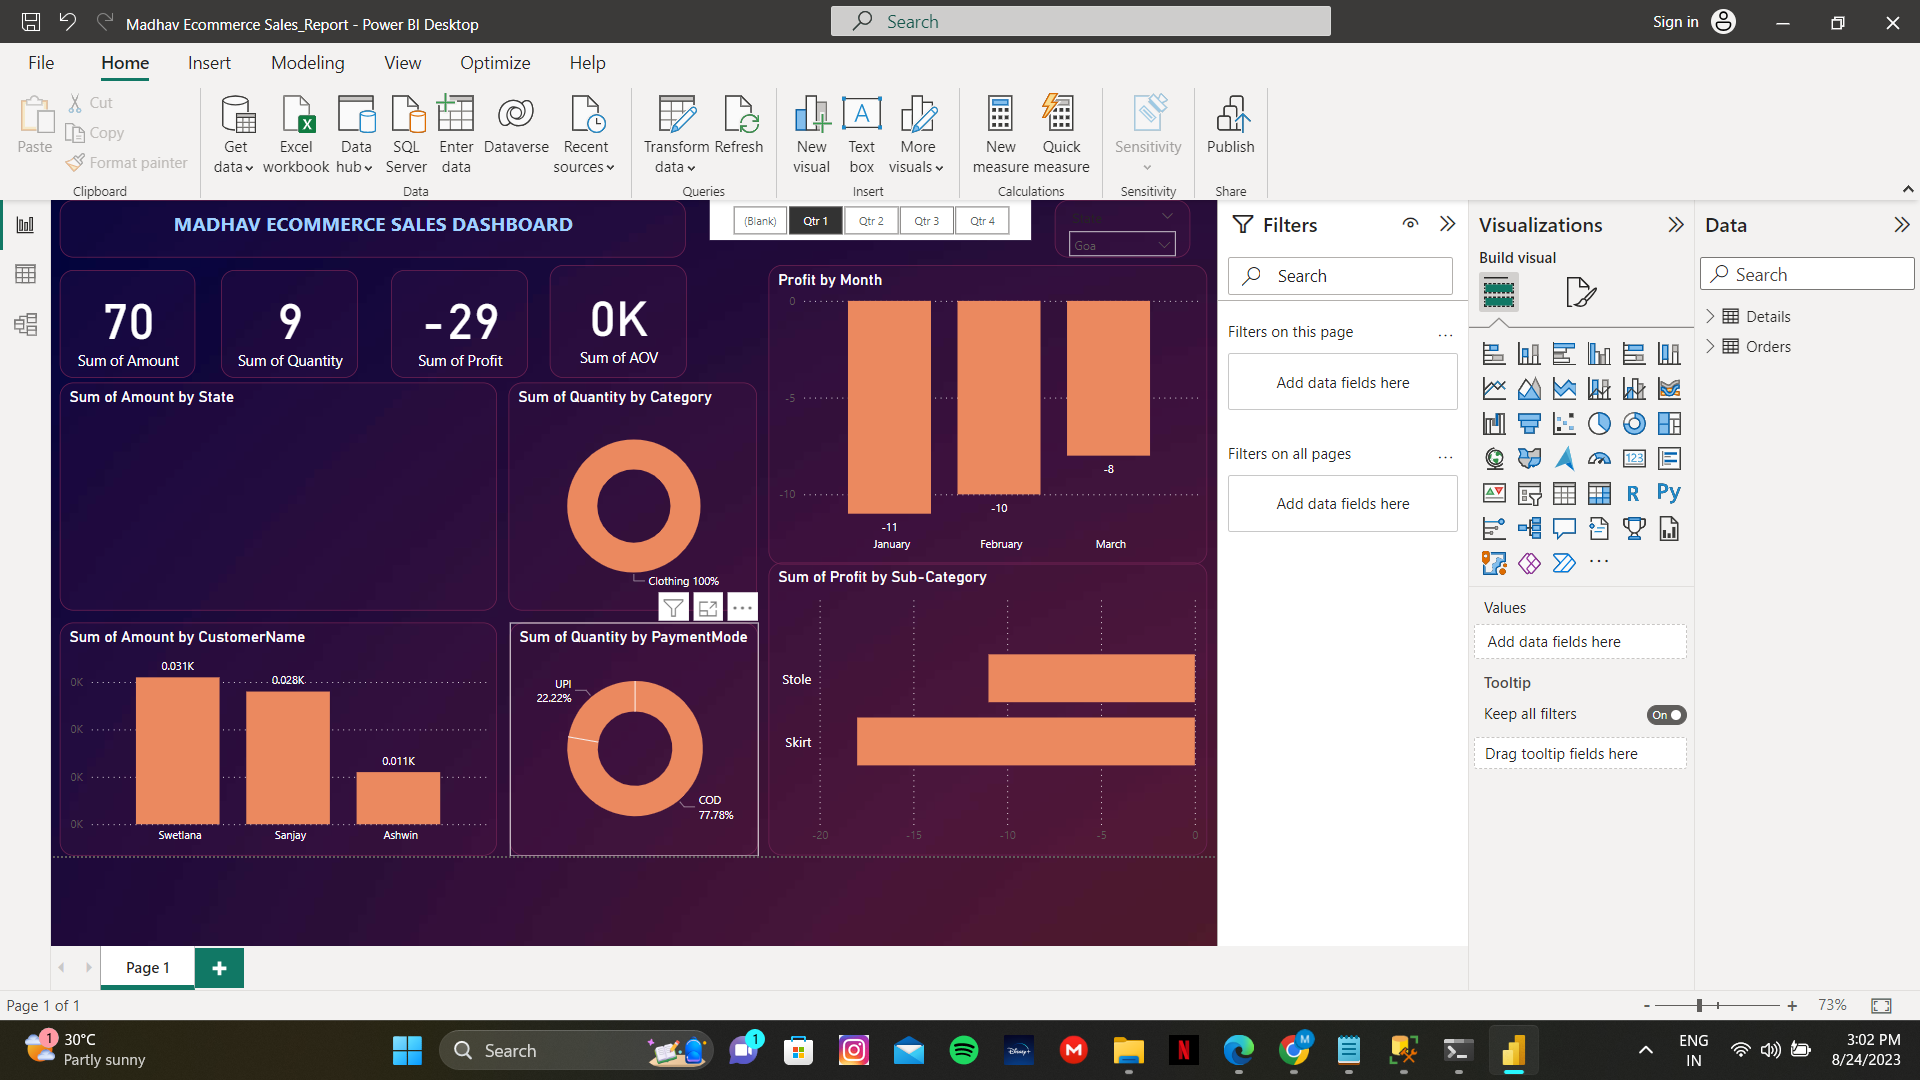 Madhav Ecommerce Sales_Report - Power BI Desktop
Search
Sign in
File Home Insert Modeling View Optimize Help
Paste
Cut
Copy
Format painter
Clipboard
Get data
Excel workbook
Data hub
SQL Server
Enter data
Dataverse
Recent sources
Data
Transform data
Refresh
Queries
New visual
Text box
More visuals
Insert
New measure
Quick measure
Calculations
Sensitivity
Sensitivity
Publish
Share
MADHAV ECOMMERCE SALES DASHBOARD
(Blank) Qtr 1 Qtr 2 Qtr 3 Qtr 4
State
Goa
70
Sum of Amount
9
Sum of Quantity
-29
Sum of Profit
0K
Sum of AOV
Sum of Amount by State
Sum of Quantity by Category
Clothing 100%
Profit by Month
0
-5
-10
-11
-10
-8
January February March
Sum of Amount by CustomerName
0K
0K
0K
0K
0.031K
0.028K
0.011K
Swetlana Sanjay Ashwin
Sum of Quantity by PaymentMode
UPI
22.22%
COD
77.78%
Sum of Profit by Sub-Category
Stole
Skirt
-20 -15 -10 -5 0
Filters
Search
Filters on this page
...
Add data fields here
Filters on all pages
...
Add data fields here
Visualizations
Build visual
123
R
Py
...
Values
Add data fields here
Tooltip
Keep all filters
On
Drag tooltip fields here
Data
Search
Details
Orders
Page 1
+
Page 1 of 1
- + 73%
1
30°C
Partly sunny
Search
1
Disney+
M
N
M
ENG
IN
3:02 PM
8/24/2023